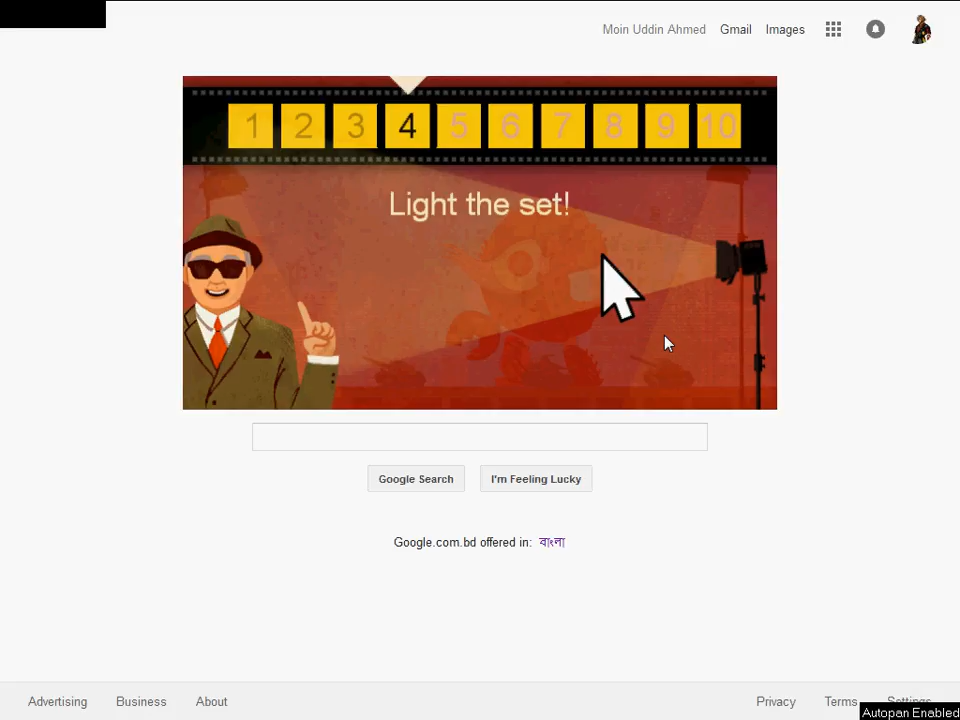 Moin Uddin Ahmed Gmail Images
1 2 3 4 5 6 7 8 9 10
Light the set!
Google Search I'm Feeling Lucky
Google.com.bd offered in: বাংলা
Advertising Business About Privacy Terms Settings
Autopan Enabled